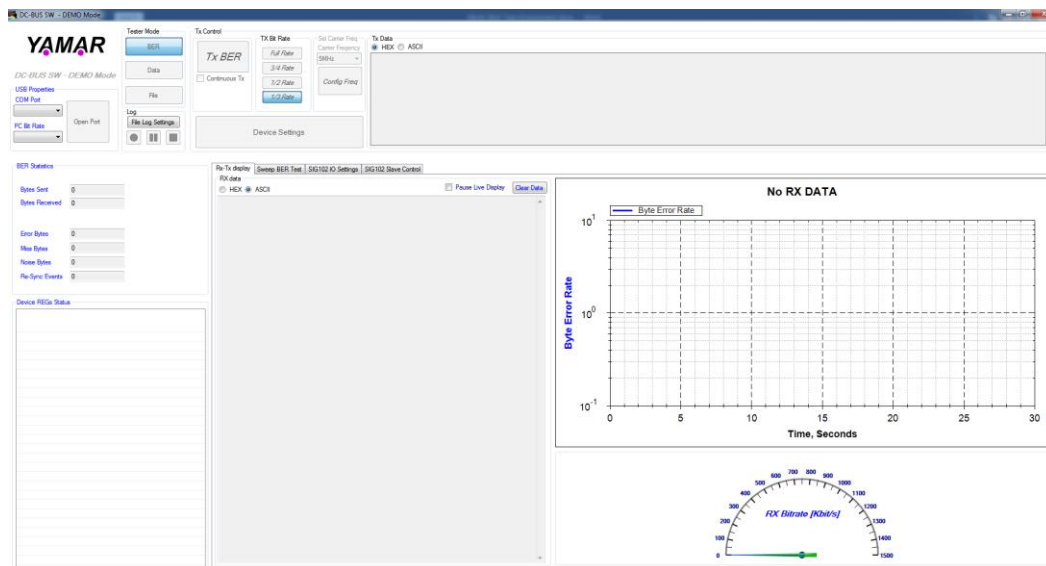 DC-BUS SW - DEMO Mode
YAMAR
DC-BUS SW - DEMO Mode
USB Properties
COM Port
PC Bit Rate
Open Port
Tester Mode
BER
Data
File
Log
File Log Settings
Tx Control
Tx BER
Continuous Tx
TX Bit Rate
Full Rate
3/4 Rate
1/2 Rate
1/3 Rate
Set Carrier Freq
Carrier Freqency
5MHz
Config Freq
Device Settings
Tx Data
HEX ASCII
BER Statistics
Bytes Sent 0
Bytes Received 0
Error Bytes 0
Miss Bytes 0
Noise Bytes 0
Re-Sync Events 0
Device REGs Status
Rx-Tx display Sweep BER Test SIG102 IO Settings SIG102 Slave Control
RX data
HEX ASCII Pause Live Display Clear Data
No RX DATA
Byte Error Rate
Byte Error Rate
10¹
10⁰
10⁻¹
0 5 10 15 20 25 30
Time, Seconds
RX Bitrate [Kbit/s]
0 100 200 300 400 500 600 700 800 900 1000 1100 1200 1300 1400 1500